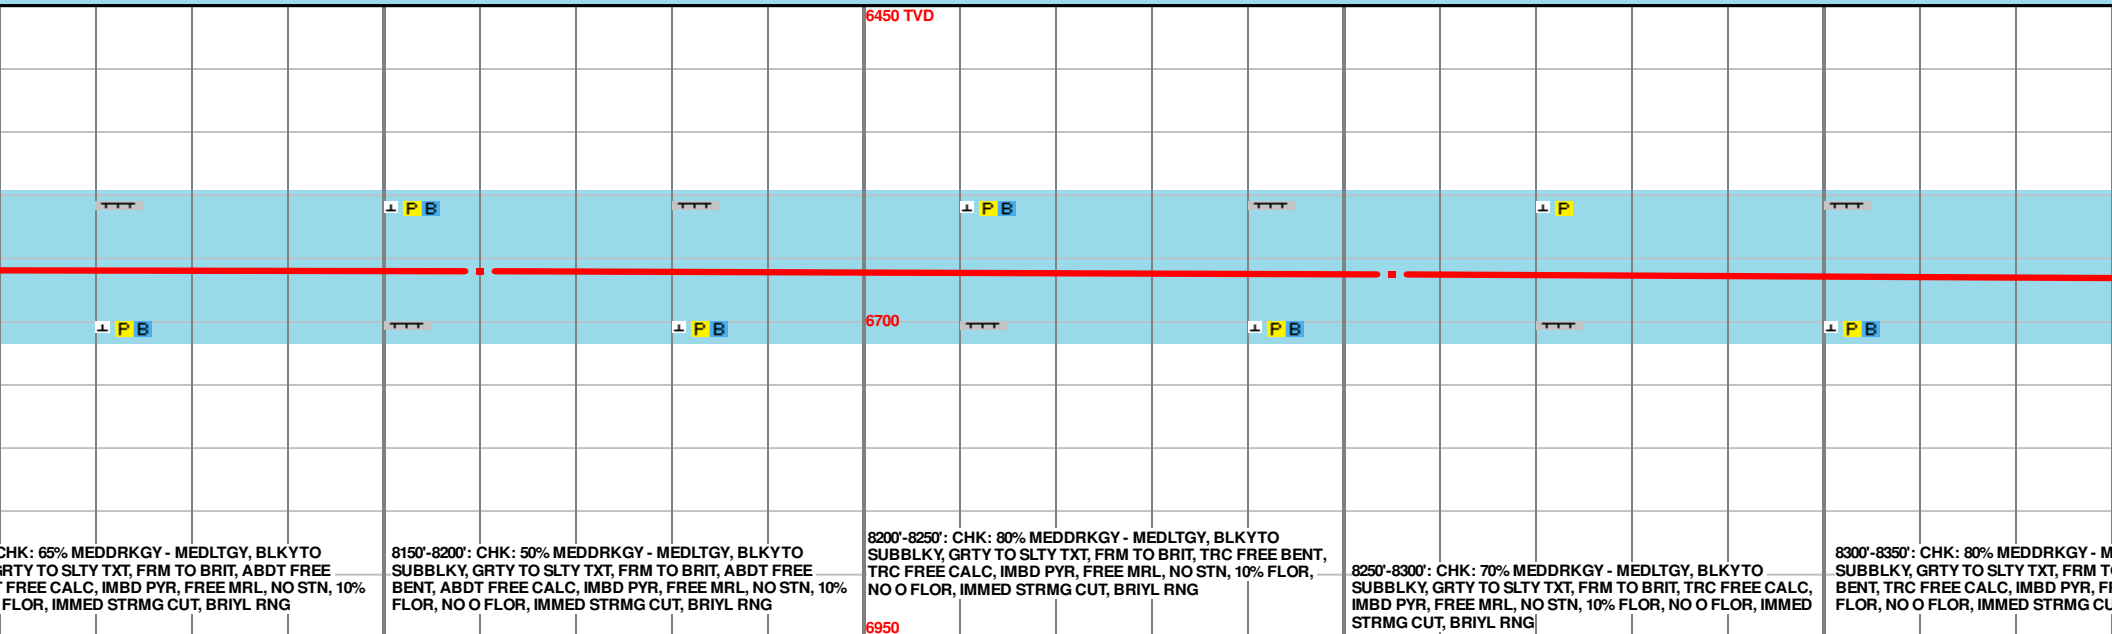 6450 TVD
P B
P B
P
P B
P B
6700
P B
P B
CHK: 65% MEDDRKGY - MEDLTGY, BLKYTO
GRTY TO SLTY TXT, FRM TO BRIT, ABDT FREE
FREE CALC, IMBD PYR, FREE MRL, NO STN, 10%
FLOR, IMMED STRMG CUT, BRIYL RNG
8150'-8200': CHK: 50% MEDDRKGY - MEDLTGY, BLKYTO
SUBBLKY, GRTY TO SLTY TXT, FRM TO BRIT, ABDT FREE
BENT, ABDT FREE CALC, IMBD PYR, FREE MRL, NO STN, 10%
FLOR, NO O FLOR, IMMED STRMG CUT, BRIYL RNG
8200'-8250': CHK: 80% MEDDRKGY - MEDLTGY, BLKYTO
SUBBLKY, GRTY TO SLTY TXT, FRM TO BRIT, TRC FREE BENT,
TRC FREE CALC, IMBD PYR, FREE MRL, NO STN, 10% FLOR,
NO O FLOR, IMMED STRMG CUT, BRIYL RNG
8250'-8300': CHK: 70% MEDDRKGY - MEDLTGY, BLKYTO
SUBBLKY, GRTY TO SLTY TXT, FRM TO BRIT, TRC FREE CALC,
IMBD PYR, FREE MRL, NO STN, 10% FLOR, NO O FLOR, IMMED
STRMG CUT, BRIYL RNG
8300'-8350': CHK: 80% MEDDRKGY -
SUBBLKY, GRTY TO SLTY TXT, FRM
BENT, TRC FREE CALC, IMBD PYR,
FLOR, NO O FLOR, IMMED STRMG
6950